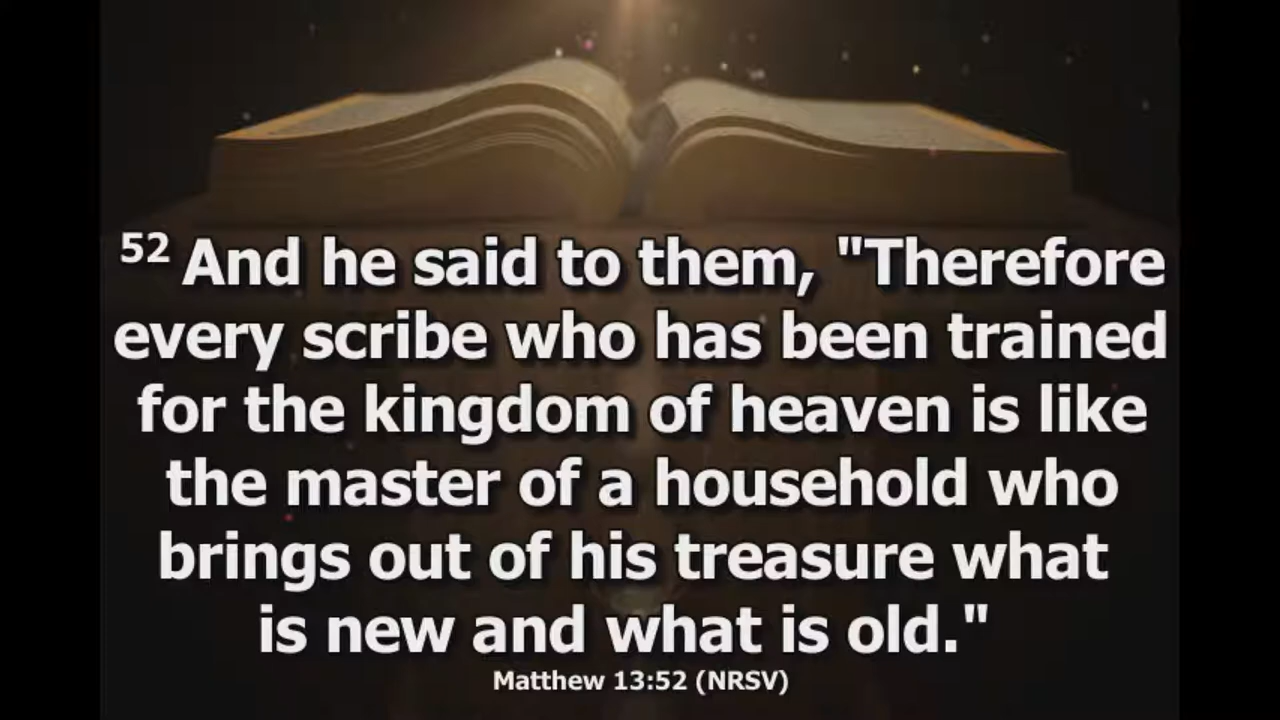 52 And he said to them, "Therefore
every scribe who has been trained
for the kingdom of heaven is like
the master of a household who
brings out of his treasure what
is new and what is old."
Matthew 13:52 (NRSV)